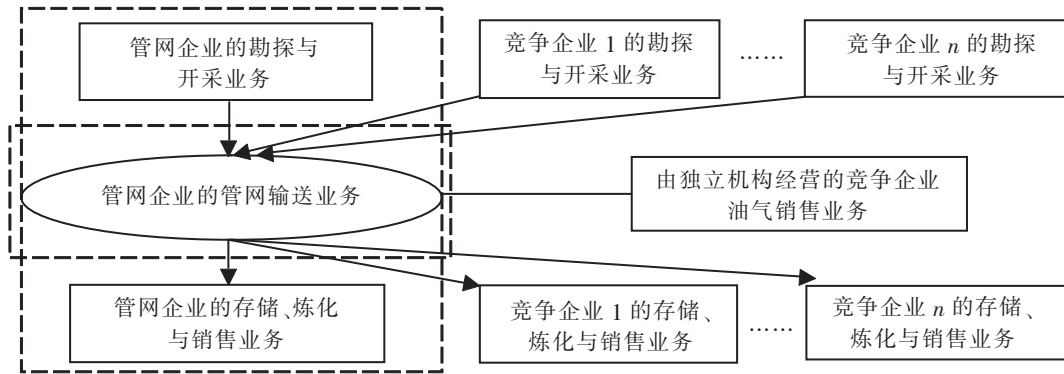 管网企业的勘探与
开采业务
竞争企业 1 的勘探
与开采业务
……
竞争企业 n 的勘探
与开采业务
管网企业的管网输送业务
由独立机构经营的竞争企业
油气销售业务
管网企业的存储、炼化
与销售业务
竞争企业 1 的存储、
炼化与销售业务
……
竞争企业 n 的存储、
炼化与销售业务